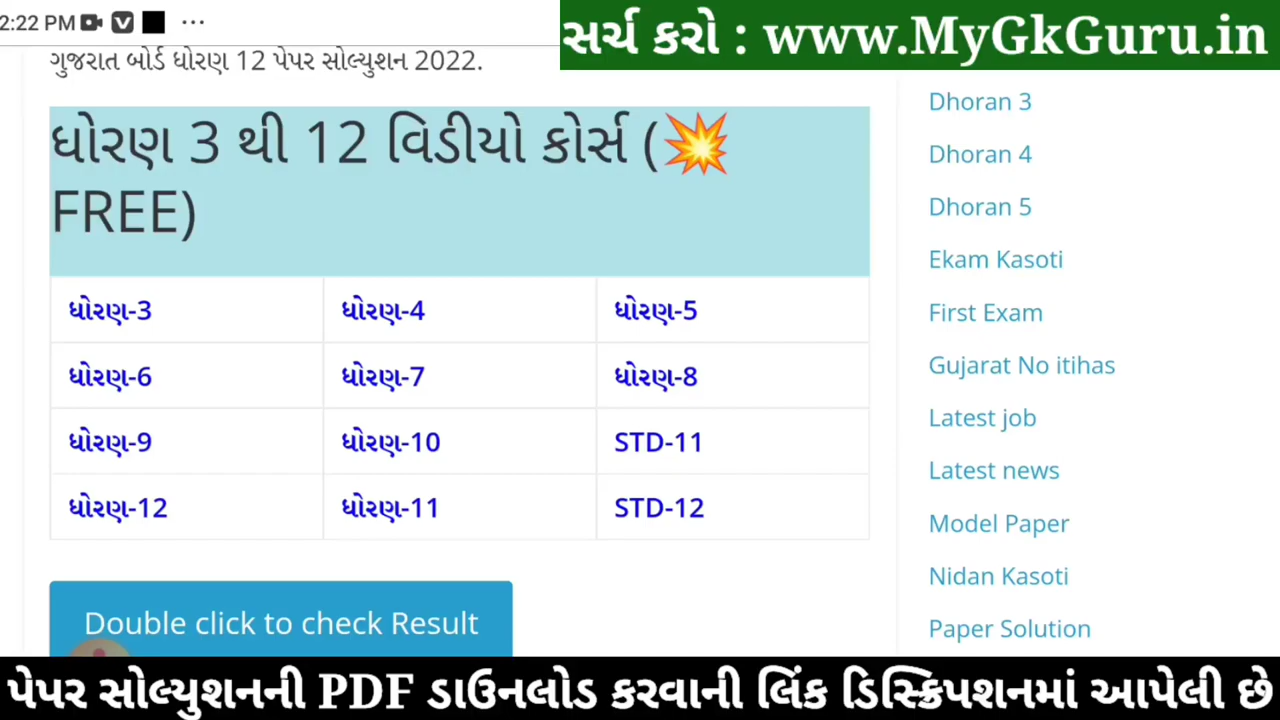 2:22 PM
સર્ચ કરો : www.MyGkGuru.in
ગુજરાત બોર્ડ ધોરણ 12 પેપર સોલ્યુશન 2022.
ધોરણ 3 થી 12 વિડીયો કોર્સ (💥
FREE)
ધોરણ-3 ધોરણ-4 ધોરણ-5
ધોરણ-6 ધોરણ-7 ધોરણ-8
ધોરણ-9 ધોરણ-10 STD-11
ધોરણ-12 ધોરણ-11 STD-12
Double click to check Result
Dhoran 3
Dhoran 4
Dhoran 5
Ekam Kasoti
First Exam
Gujarat No itihas
Latest job
Latest news
Model Paper
Nidan Kasoti
Paper Solution
પેપર સોલ્યુશનની PDF ડાઉનલોડ કરવાની લિંક ડિસ્ક્રિપશનમાં આપેલી છે